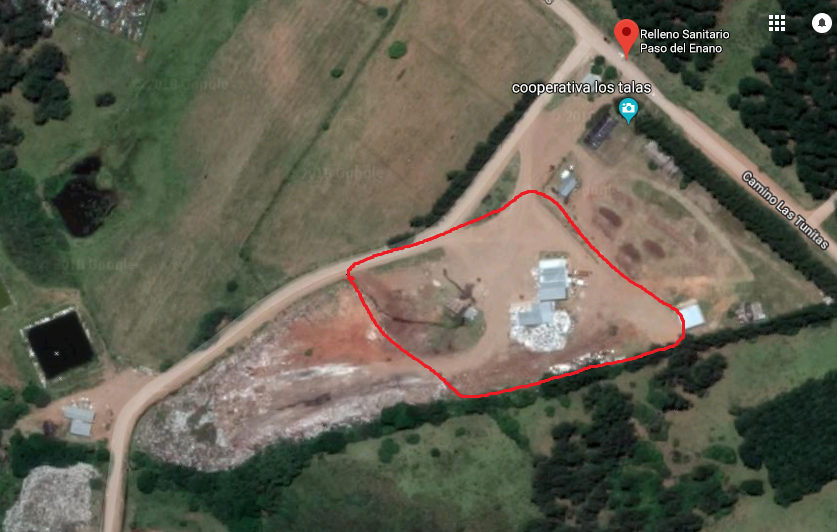 Relleno Sanitario
Paso del Enano
cooperativa los talas
Camino Las Tunitas